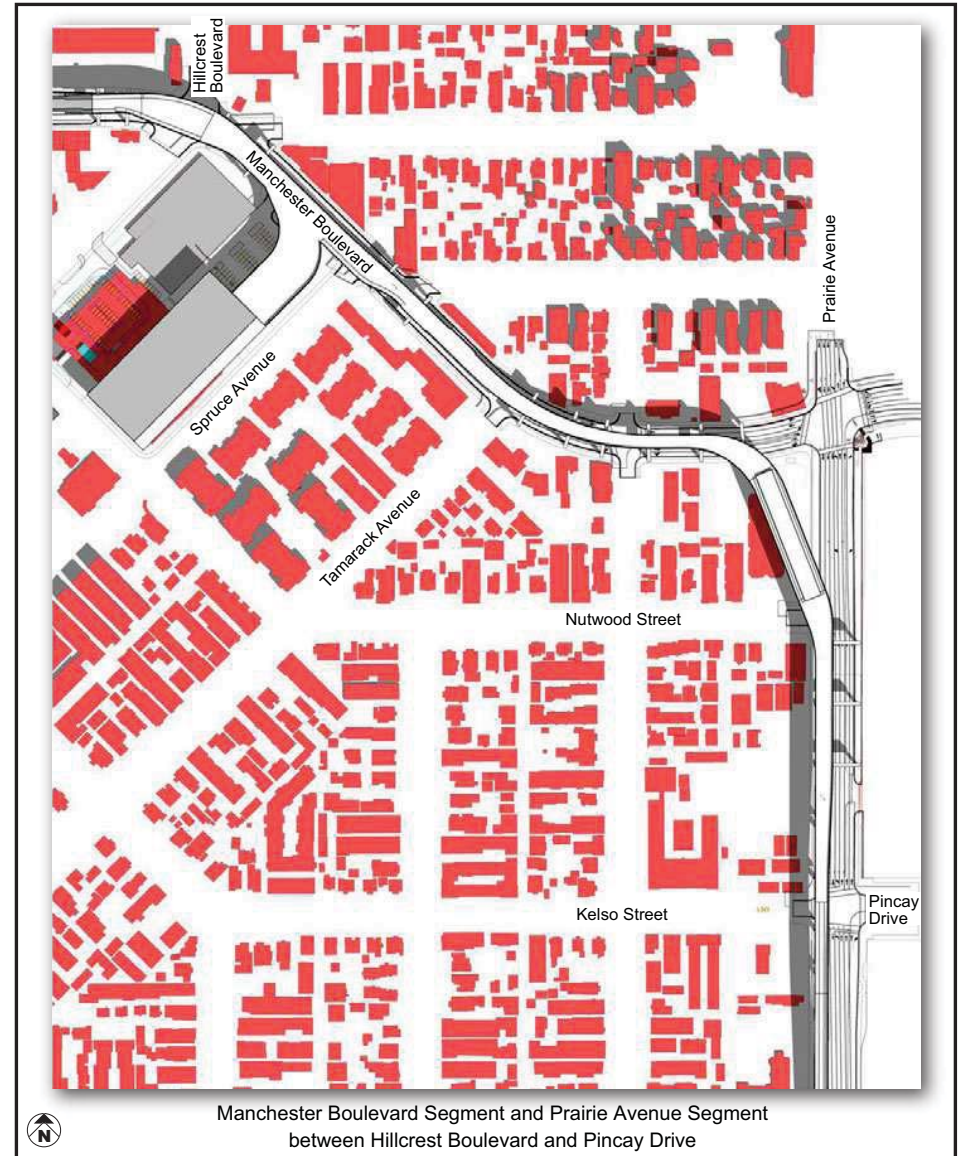 Hillcrest
Boulevard
Manchester Boulevard
Prairie Avenue
Spruce Avenue
Tamarack Avenue
Nutwood Street
Kelso Street
Pincay
Drive
N
Manchester Boulevard Segment and Prairie Avenue Segment
between Hillcrest Boulevard and Pincay Drive